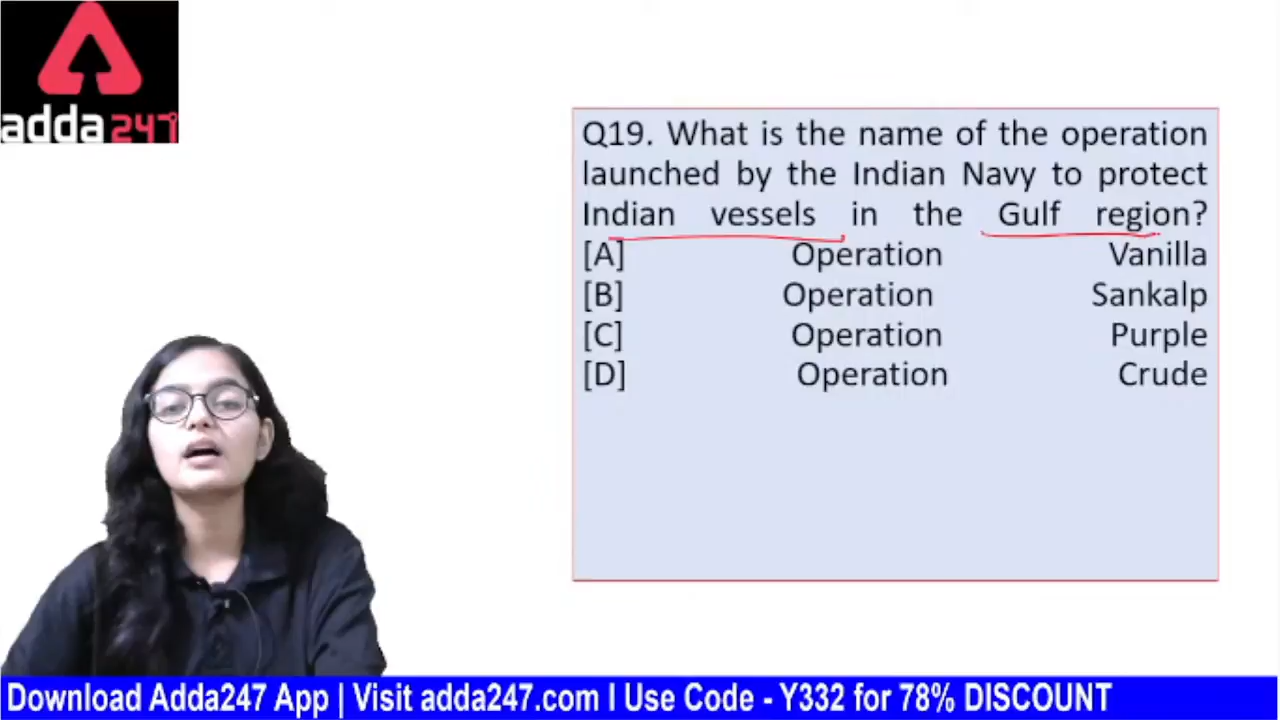 adda247
Q19. What is the name of the operation
launched by the Indian Navy to protect
Indian vessels in the Gulf region?
[A] Operation Vanilla
[B] Operation Sankalp
[C] Operation Purple
[D] Operation Crude
Download Adda247 App | Visit adda247.com I Use Code - Y332 for 78% DISCOUNT